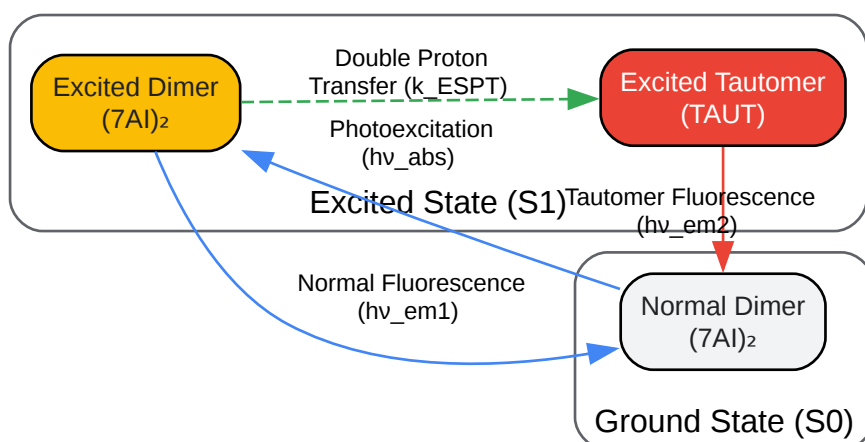 Excited Dimer
(7AI)₂
Double Proton
Transfer (k_ESPT)
Excited Tautomer
(TAUT)
Photoexcitation
(hν_abs)
Excited State (S1)
Tautomer Fluorescence
(hν_em2)
Normal Fluorescence
(hν_em1)
Normal Dimer
(7AI)₂
Ground State (S0)